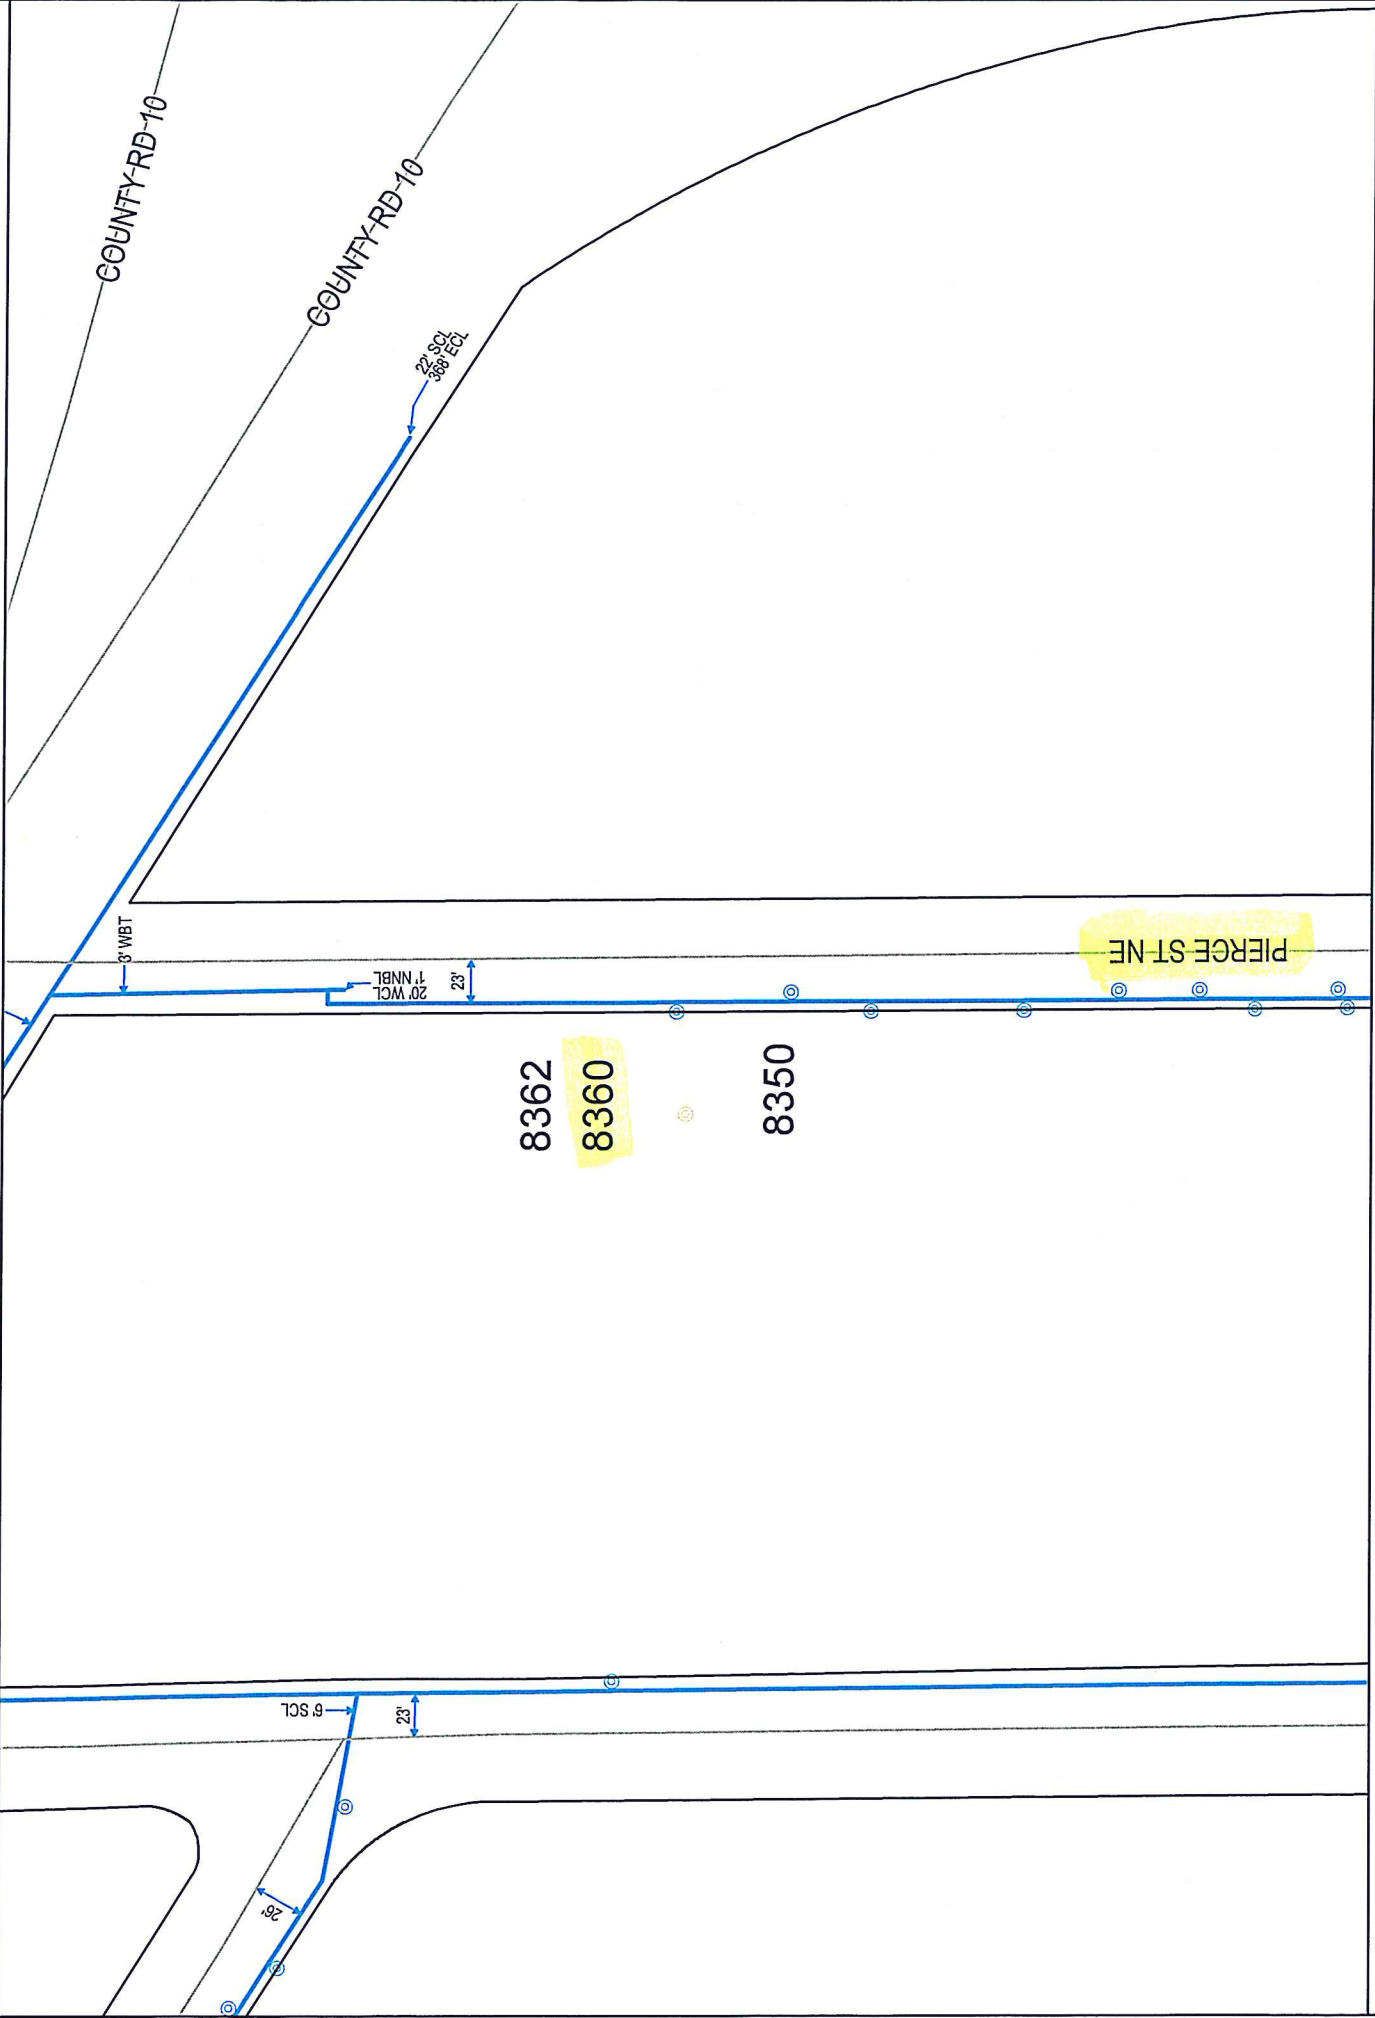 COUNTY RD 10
COUNTY RD 10
22' SCL
368' ECL
3' WBT
20' WCL
1' NNBL
23'
PIERCE ST NE
8362
8360
8350
6' SCL
23'
26'